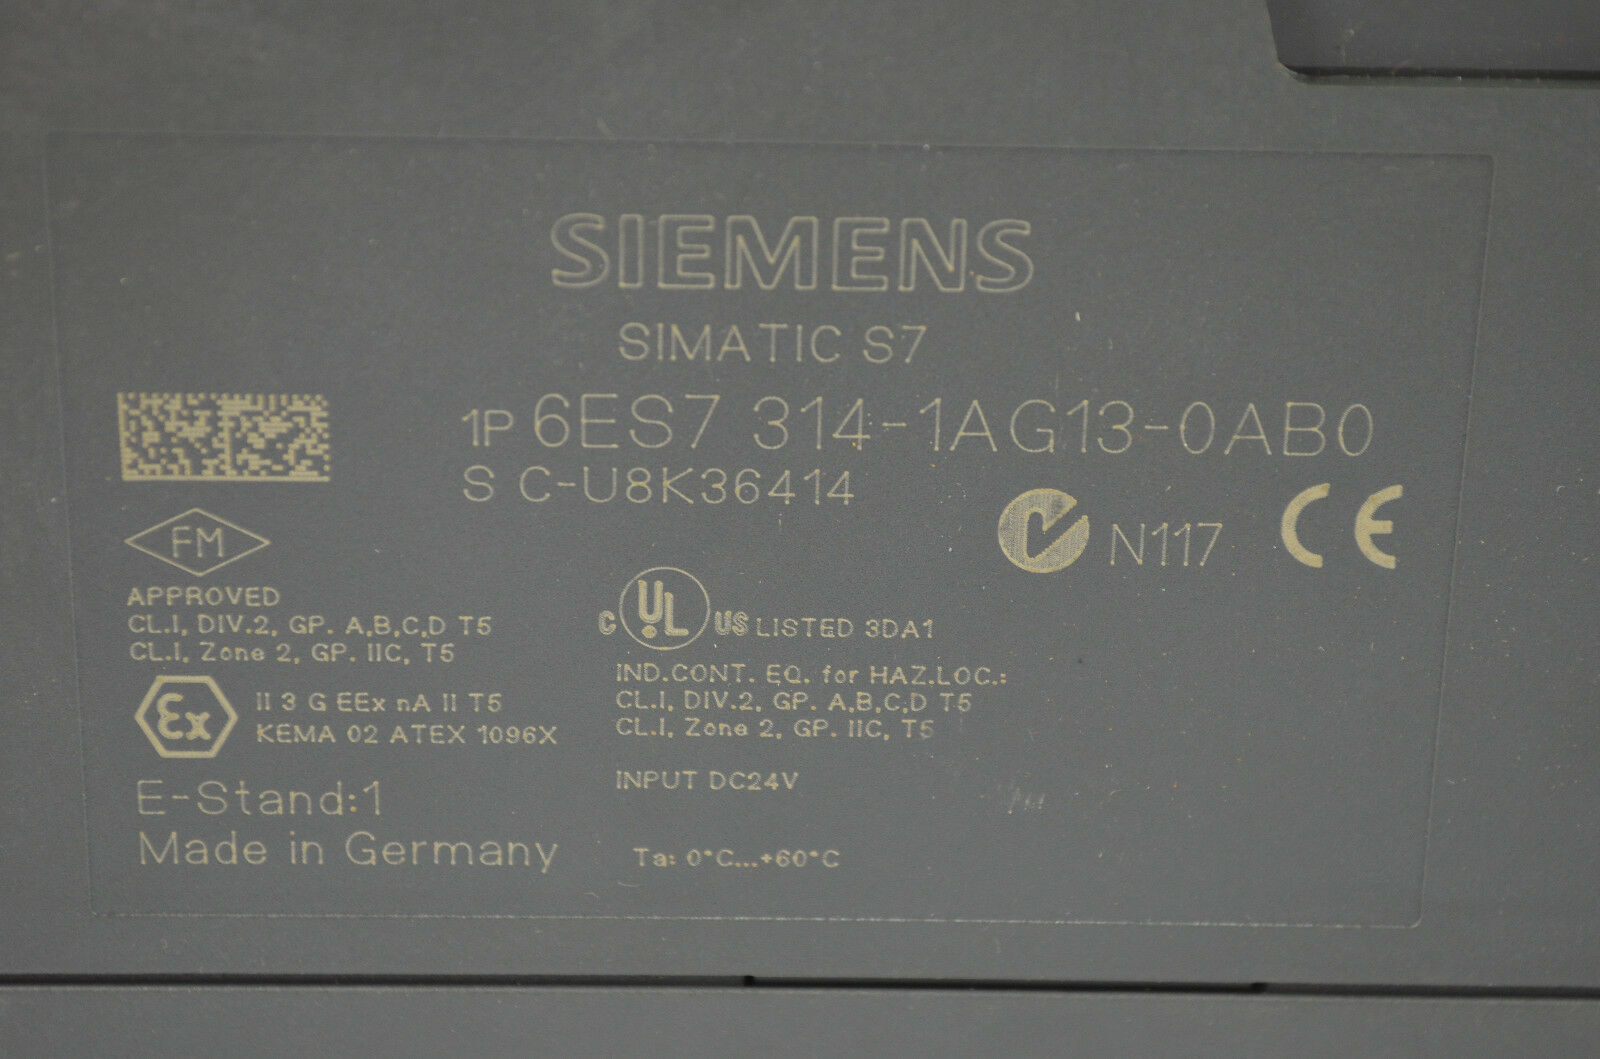 SIEMENS
SIMATIC S7
1P 6ES7 314-1AG13-0AB0
S C-U8K36414
N117 CE
FM
APPROVED
CL.I, DIV.2, GP. A,B,C,D T5
CL.I, Zone 2, GP. IIC, T5
Ex II 3 G EEx nA II T5
KEMA 02 ATEX 1096X
E-Stand:1
Made in Germany
C UL US LISTED 3DA1
IND.CONT. EQ. for HAZ.LOC.:
CL.I, DIV.2, GP. A,B,C,D T5
CL.I, Zone 2, GP. IIC, T5
INPUT DC24V
Ta: 0°C...+60°C